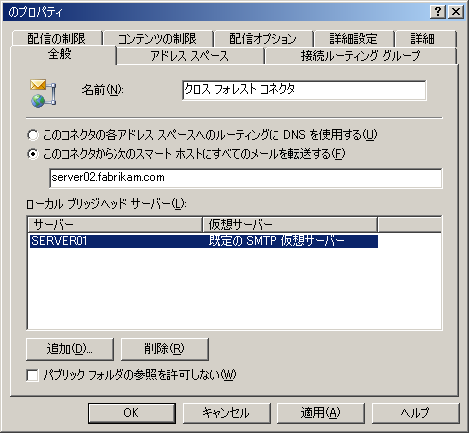 のプロパティ
配信の制限 コンテンツの制限 配信オプション 詳細設定 詳細
全般 アドレス スペース 接続ルーティング グループ
名前(N): クロス フォレスト コネクタ
このコネクタの各アドレス スペースへのルーティングに DNS を使用する(U)
このコネクタから次のスマート ホストにすべてのメールを転送する(F)
server02.fabrikam.com
ローカル ブリッジヘッド サーバー(L):
サーバー 仮想サーバー
SERVER01 既定の SMTP 仮想サーバー
追加(D)... 削除(R)
パブリック フォルダの参照を許可しない(W)
OK キャンセル 適用(A) ヘルプ